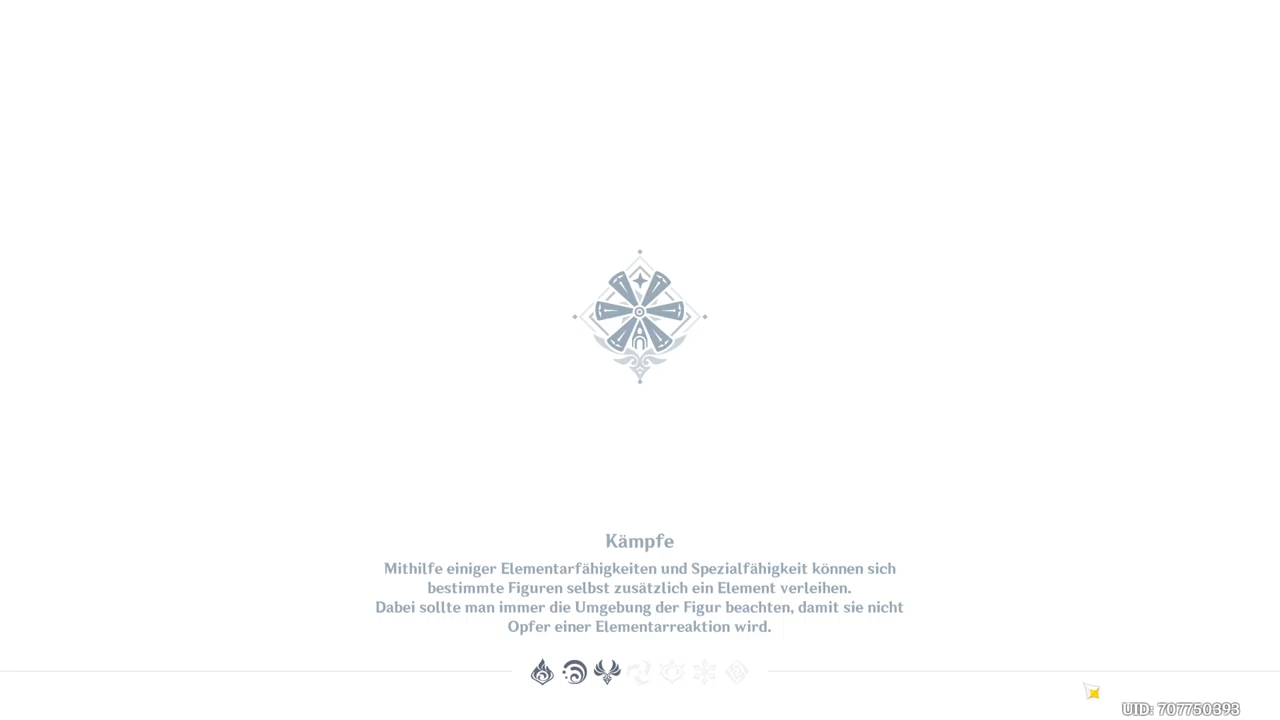 Kämpfe
Mithilfe einiger Elementarfähigkeiten und Spezialfähigkeit können sich
bestimmte Figuren selbst zusätzlich ein Element verleihen.
Dabei sollte man immer die Umgebung der Figur beachten, damit sie nicht
Opfer einer Elementarreaktion wird.
UID: 707750393